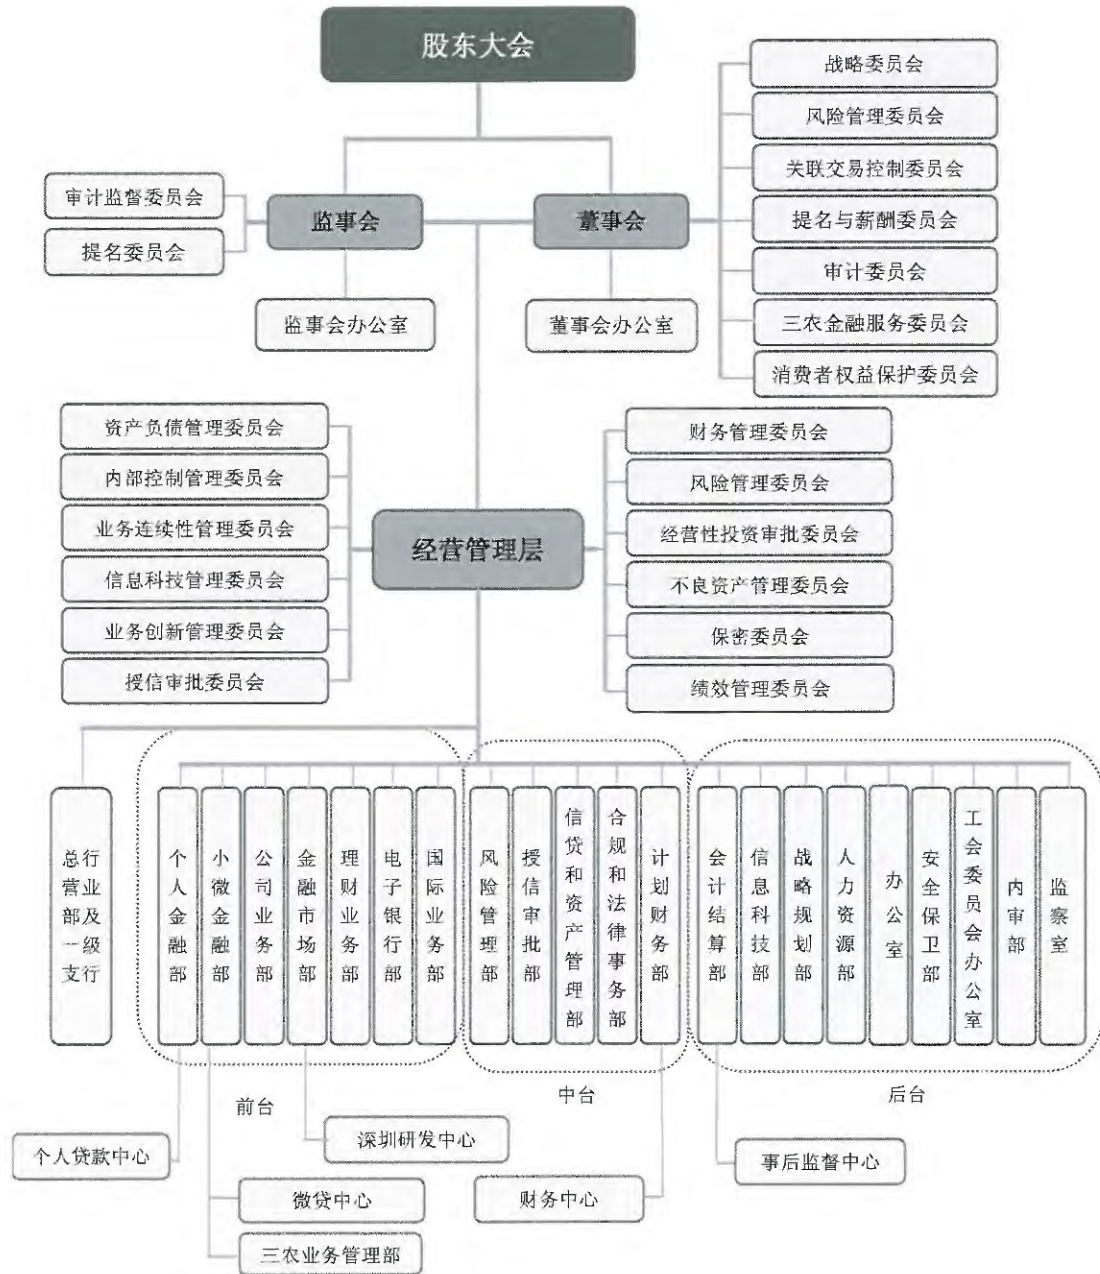 股东大会
战略委员会
风险管理委员会
关联交易控制委员会
提名与薪酬委员会
审计委员会
三农金融服务委员会
消费者权益保护委员会
审计监督委员会
提名委员会
监事会
董事会
监事会办公室
董事会办公室
资产负债管理委员会
内部控制管理委员会
业务连续性管理委员会
信息科技管理委员会
业务创新管理委员会
授信审批委员会
经营管理层
财务管理委员会
风险管理委员会
经营性投资审批委员会
不良资产管理委员会
保密委员会
绩效管理委员会
总行营业部及一级支行
个人金融部
小微金融部
公司业务部
金融市场部
理财业务部
电子银行部
国际业务部
风险管理部
授信审批部
信贷和资产管理部
合规和法律事务部
计划财务部
会计结算部
信息科技部
战略规划部
人力资源部
办公室
安全保卫部
工会委员会办公室
内审部
监察室
前台
中台
后台
个人贷款中心
深圳研发中心
微贷中心
三农业务管理部
财务中心
事后监督中心